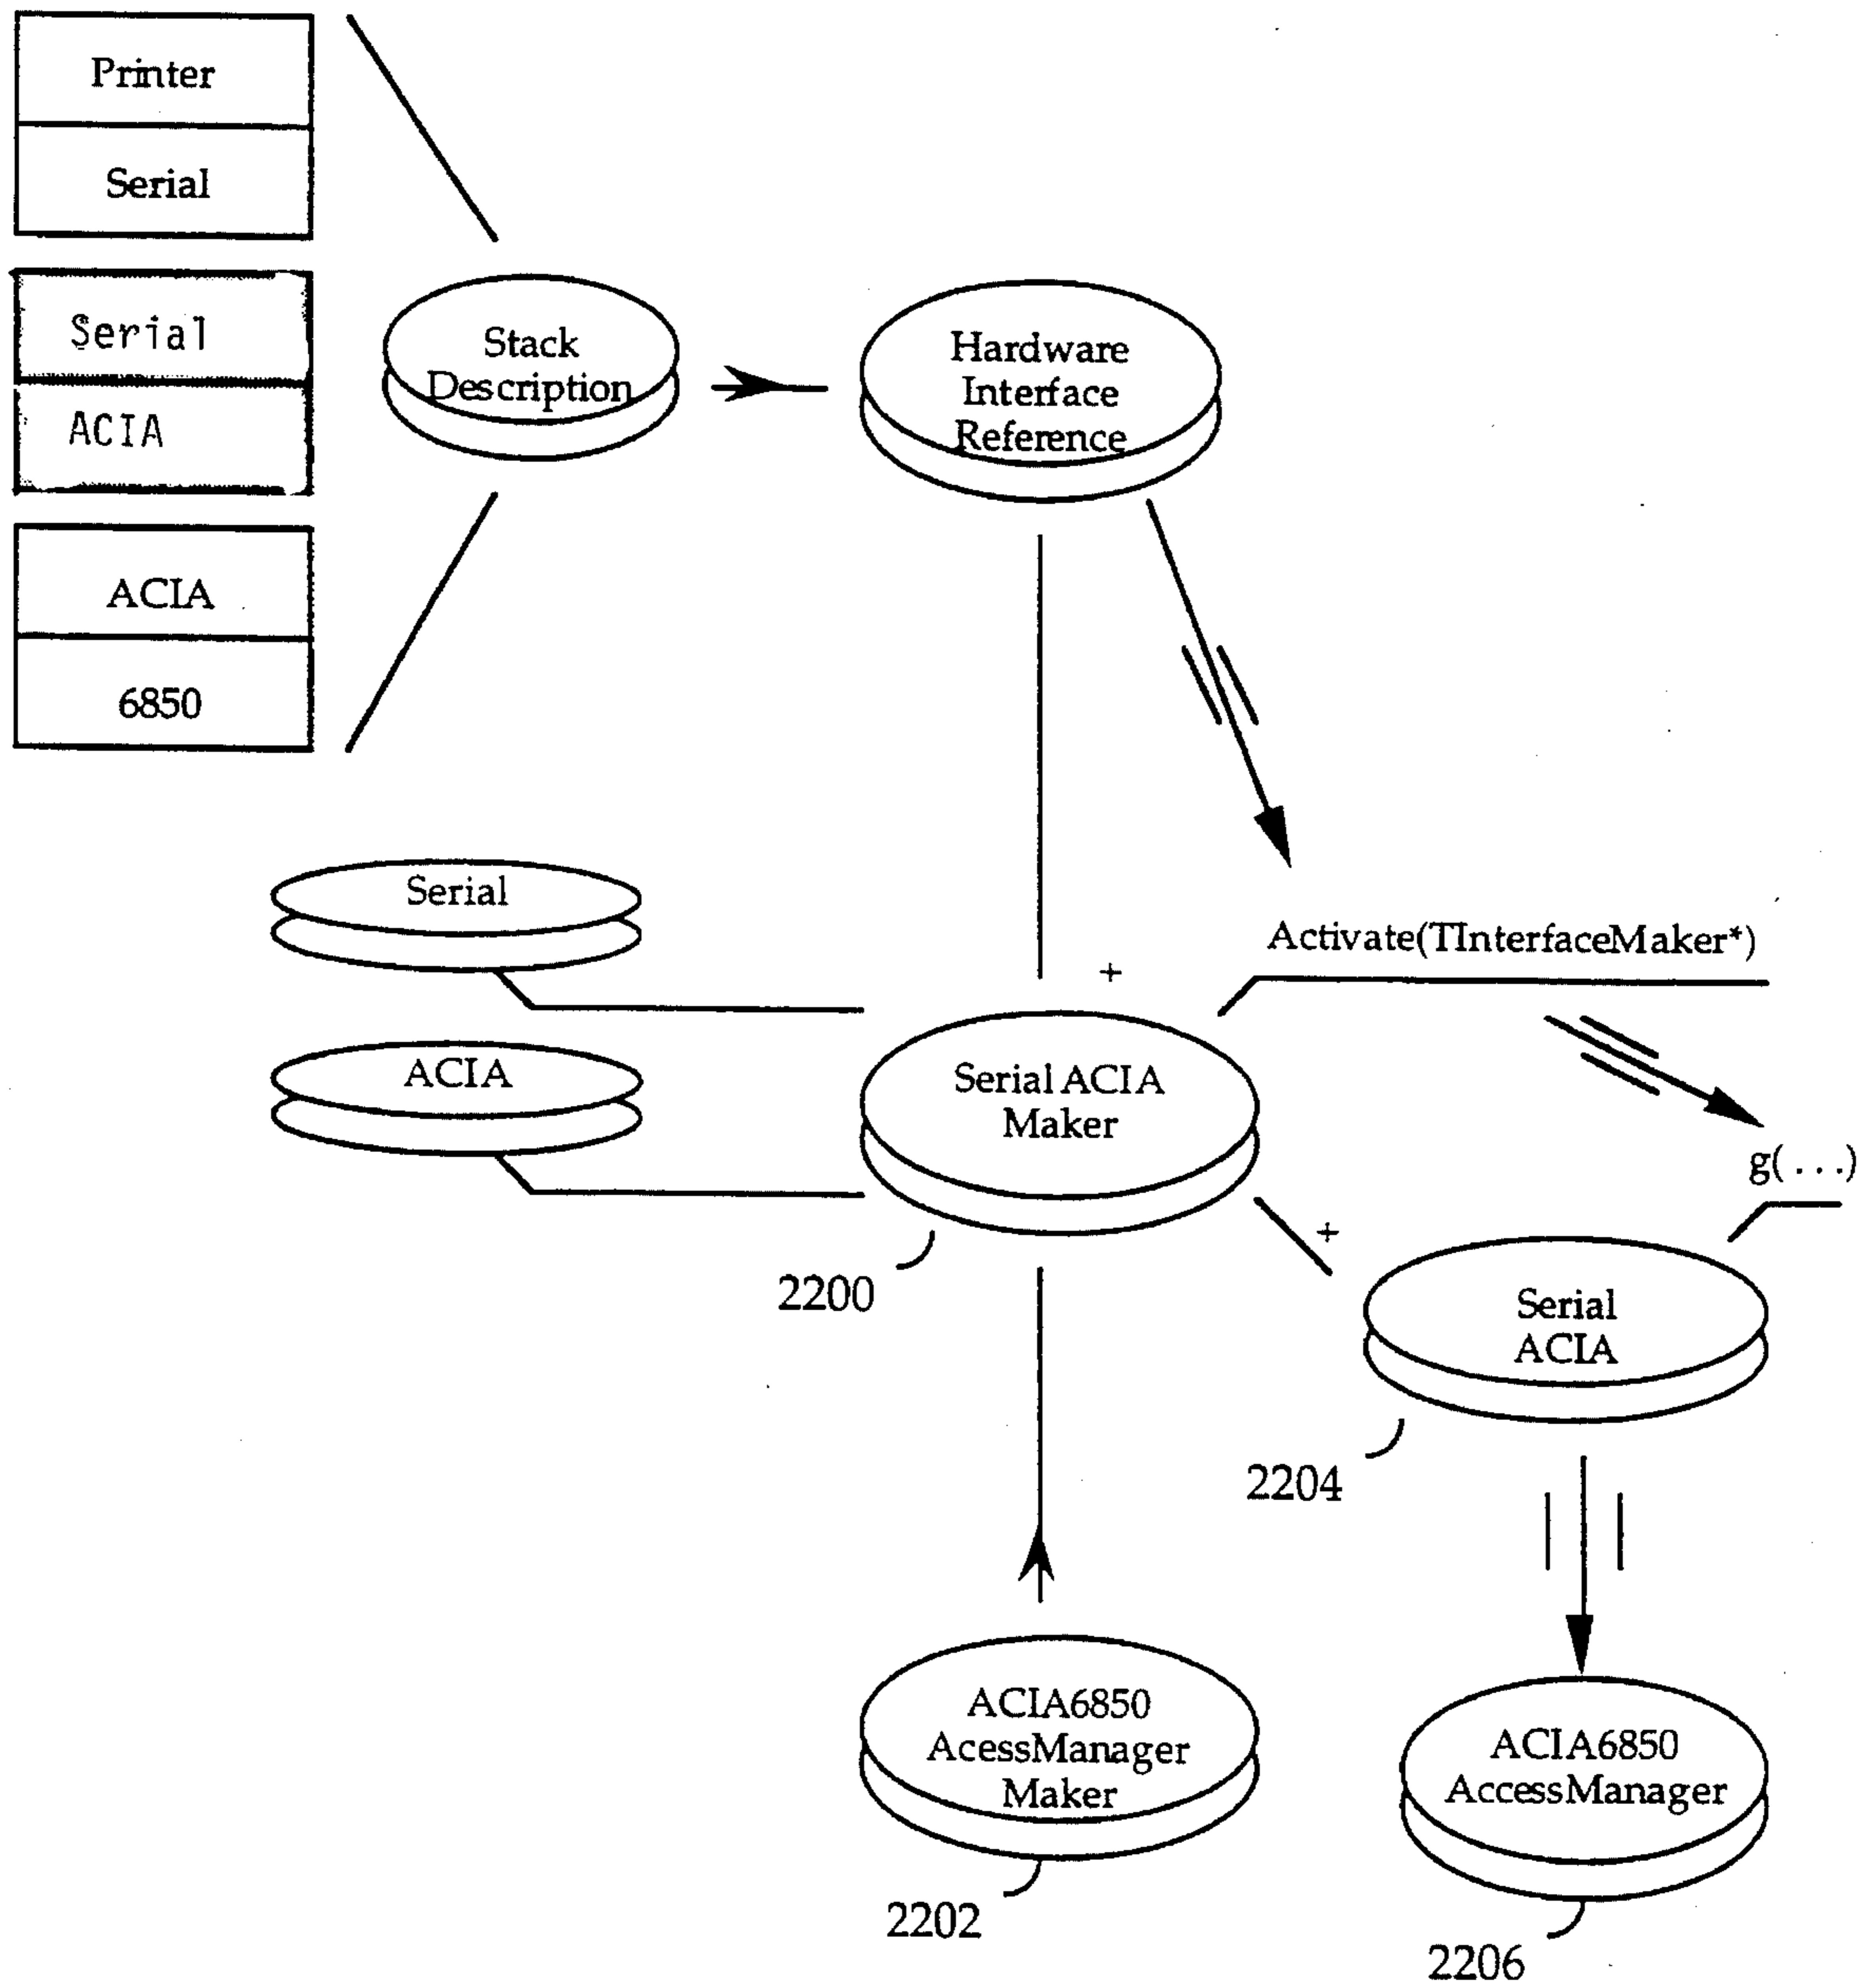 Printer
Serial
Serial
ACIA
ACIA
6850
Stack
Description
Hardware
Interface
Reference
Activate(TInterfaceMaker*)
+
Serial
ACIA
Serial ACIA
Maker
g(...)
+
2200
Serial
ACIA
2204
ACIA6850
AcessManager
Maker
2202
ACIA6850
AccessManager
2206